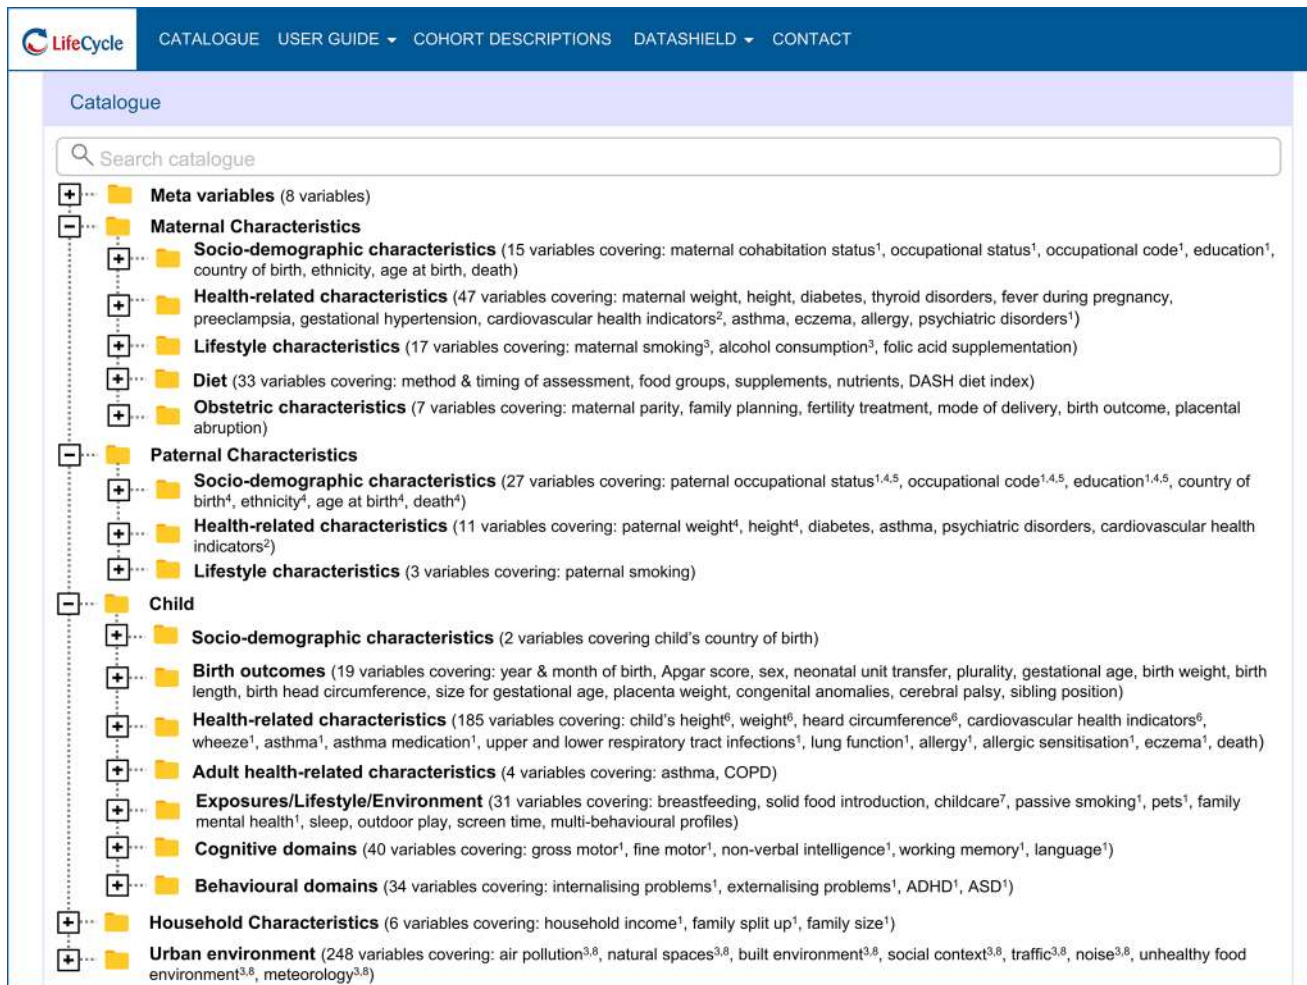 LifeCycle CATALOGUE USER GUIDE COHORT DESCRIPTIONS DATASHIELD CONTACT
Catalogue
Search catalogue
Meta variables (8 variables)
Maternal Characteristics
Socio-demographic characteristics (15 variables covering: maternal cohabitation status¹, occupational status¹, occupational code¹, education¹,
country of birth, ethnicity, age at birth, death)
Health-related characteristics (47 variables covering: maternal weight, height, diabetes, thyroid disorders, fever during pregnancy,
preeclampsia, gestational hypertension, cardiovascular health indicators², asthma, eczema, allergy, psychiatric disorders¹)
Lifestyle characteristics (17 variables covering: maternal smoking³, alcohol consumption³, folic acid supplementation)
Diet (33 variables covering: method & timing of assessment, food groups, supplements, nutrients, DASH diet index)
Obstetric characteristics (7 variables covering: maternal parity, family planning, fertility treatment, mode of delivery, birth outcome, placental
abruption)
Paternal Characteristics
Socio-demographic characteristics (27 variables covering: paternal occupational status¹,⁴,⁵, occupational code¹,⁴,⁵, education¹,⁴,⁵, country of
birth⁴, ethnicity⁴, age at birth⁴, death⁴)
Health-related characteristics (11 variables covering: paternal weight⁴, height⁴, diabetes, asthma, psychiatric disorders, cardiovascular health
indicators²)
Lifestyle characteristics (3 variables covering: paternal smoking)
Child
Socio-demographic characteristics (2 variables covering child's country of birth)
Birth outcomes (19 variables covering: year & month of birth, Apgar score, sex, neonatal unit transfer, plurality, gestational age, birth weight, birth
length, birth head circumference, size for gestational age, placenta weight, congenital anomalies, cerebral palsy, sibling position)
Health-related characteristics (185 variables covering: child's height⁶, weight⁶, heard circumference⁶, cardiovascular health indicators⁶,
wheeze¹, asthma¹, asthma medication¹, upper and lower respiratory tract infections¹, lung function¹, allergy¹, allergic sensitisation¹, eczema¹, death)
Adult health-related characteristics (4 variables covering: asthma, COPD)
Exposures/Lifestyle/Environment (31 variables covering: breastfeeding, solid food introduction, childcare⁷, passive smoking¹, pets¹, family
mental health¹, sleep, outdoor play, screen time, multi-behavioural profiles)
Cognitive domains (40 variables covering: gross motor¹, fine motor¹, non-verbal intelligence¹, working memory¹, language¹)
Behavioural domains (34 variables covering: internalising problems¹, externalising problems¹, ADHD¹, ASD¹)
Household Characteristics (6 variables covering: household income¹, family split up¹, family size¹)
Urban environment (248 variables covering: air pollution³,⁸, natural spaces³,⁸, built environment³,⁸, social context³,⁸, traffic³,⁸, noise³,⁸, unhealthy food
environment³,⁸, meteorology³,⁸)